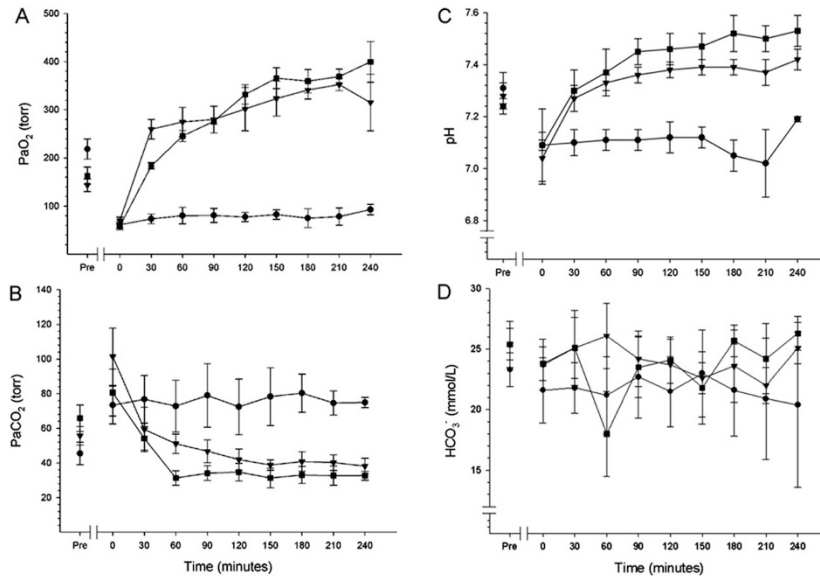 A
500
400
300
200
100
PaO2 (torr)
Pre
0 30 60 90 120 150 180 210 240
B
140
120
100
80
60
40
20
0
PaCO2 (torr)
Pre
0 30 60 90 120 150 180 210 240
Time (minutes)
C
7.6
7.4
7.2
7.0
6.8
pH
Pre
0 30 60 90 120 150 180 210 240
D
30
25
20
15
HCO3- (mmol/L)
Pre
0 30 60 90 120 150 180 210 240
Time (minutes)